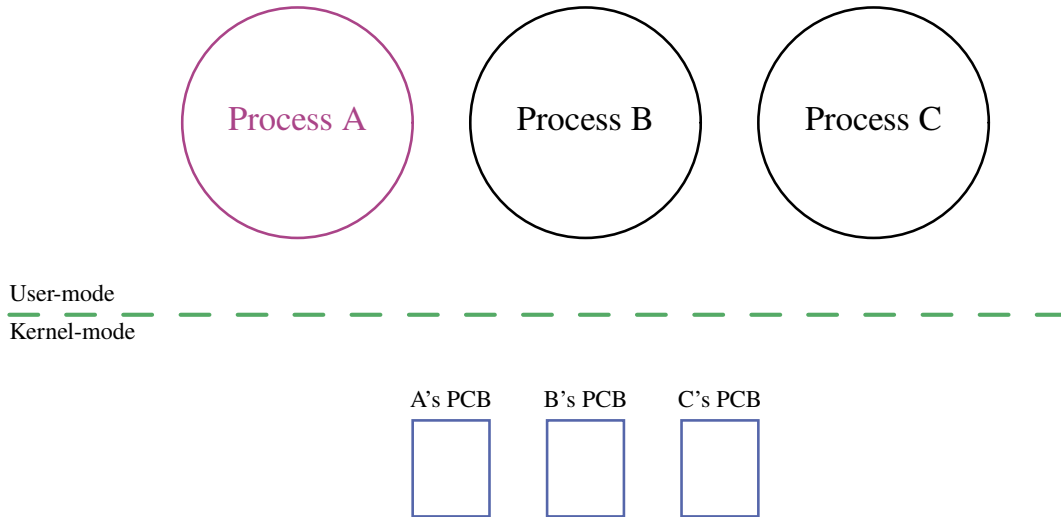 Process A
Process B
Process C
User-mode
Kernel-mode
A's PCB
B's PCB
C's PCB